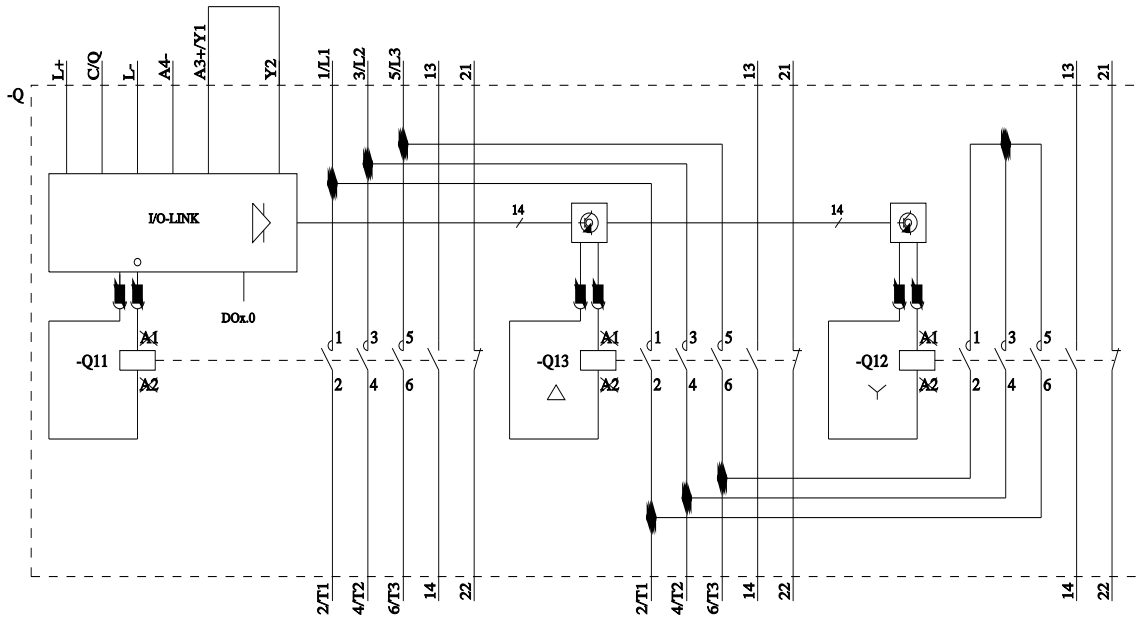 L+ C/Q L- A4- A3+/Y1 Y2 1/L1 3/L2 5/L3 13 21 13 21 13 21
-Q
I/O-LINK 14 14
DOx.0
A1 1 3 5 A1 1 3 5 A1 1 3 5
-Q11 -Q13 -Q12
A2 2 4 6 A2 2 4 6 A2 2 4 6
2/T1 4/T2 6/T3 14 22 2/T1 4/T2 6/T3 14 22 14 22